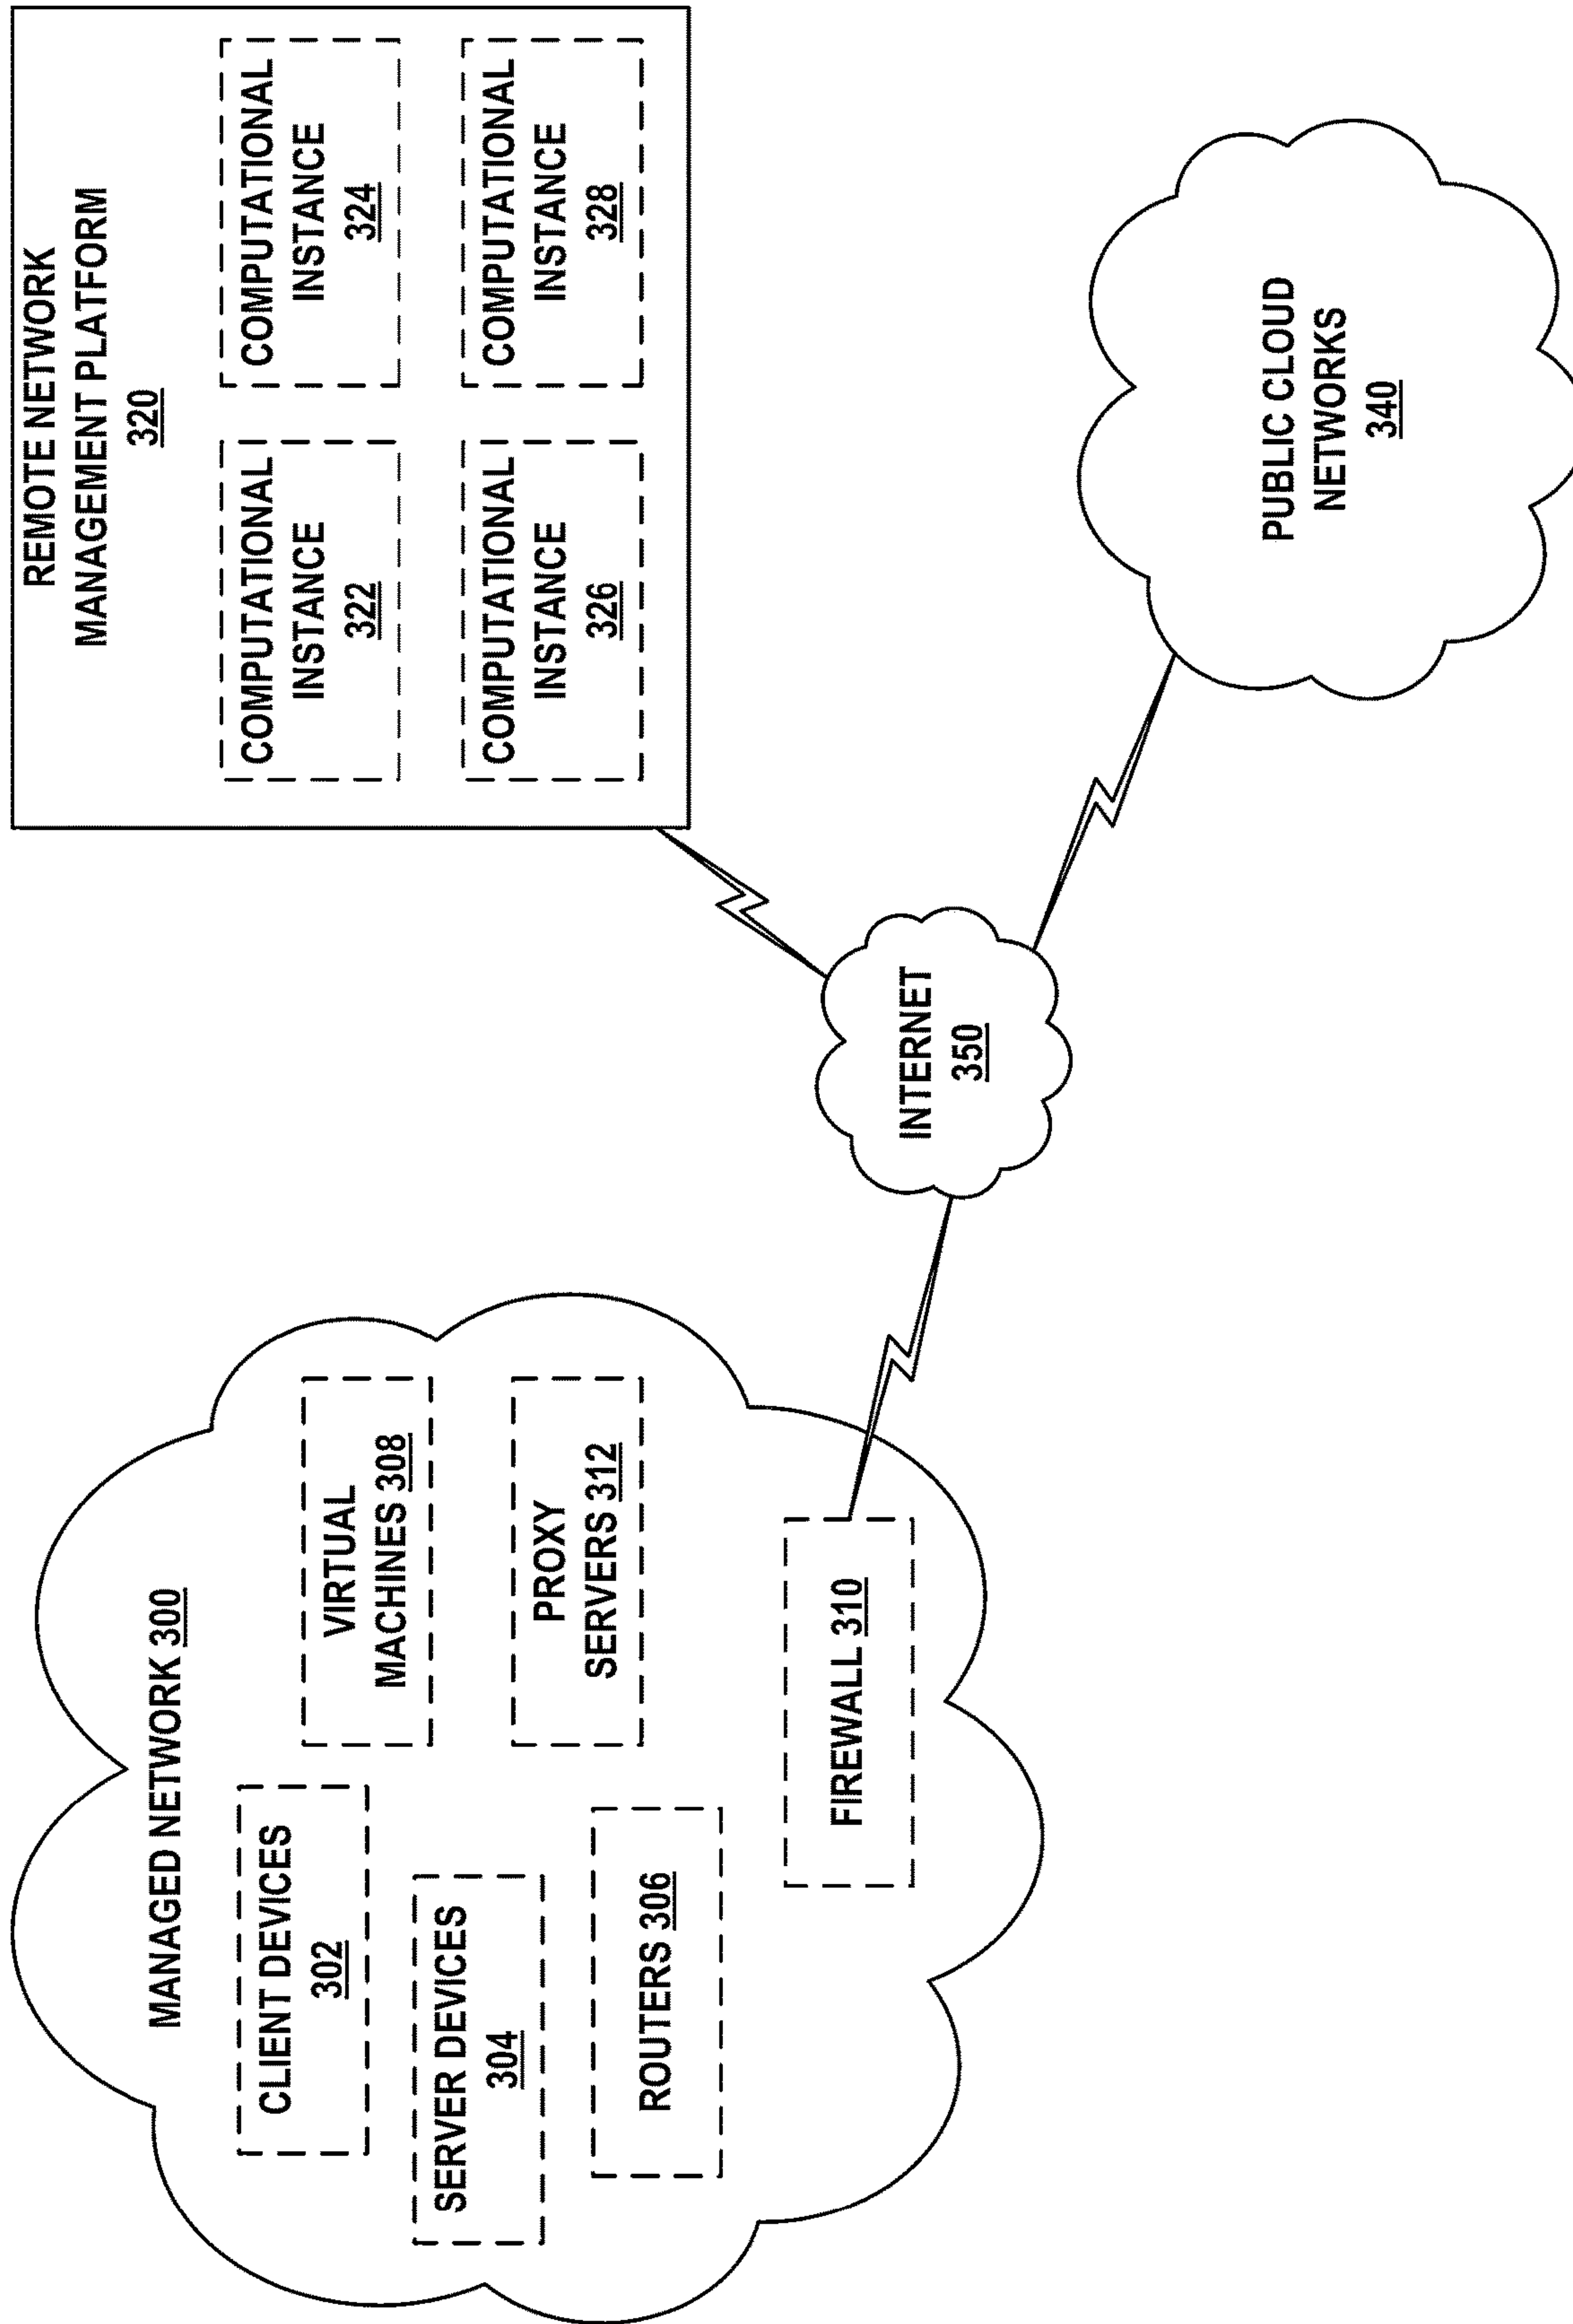 MANAGED NETWORK 300
CLIENT DEVICES
302
SERVER DEVICES
304
ROUTERS 306
VIRTUAL
MACHINES 308
PROXY
SERVERS 312
FIREWALL 310
INTERNET
350
REMOTE NETWORK
MANAGEMENT PLATFORM
320
COMPUTATIONAL
INSTANCE
322
COMPUTATIONAL
INSTANCE
324
COMPUTATIONAL
INSTANCE
326
COMPUTATIONAL
INSTANCE
328
PUBLIC CLOUD
NETWORKS
340